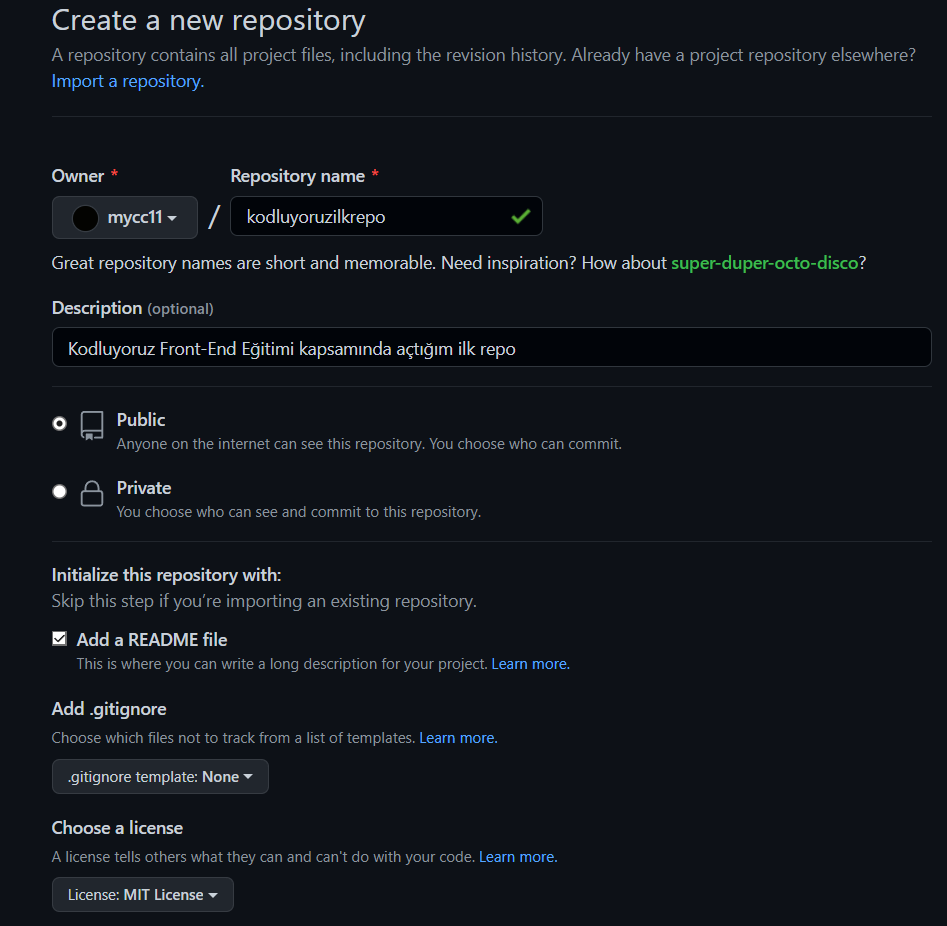 Create a new repository
A repository contains all project files, including the revision history. Already have a project repository elsewhere?
Import a repository.
Owner * Repository name *
mycc11 / kodluyoruzilkrepo
Great repository names are short and memorable. Need inspiration? How about super-duper-octo-disco?
Description (optional)
Kodluyoruz Front-End Eğitimi kapsamında açtığım ilk repo
Public
Anyone on the internet can see this repository. You choose who can commit.
Private
You choose who can see and commit to this repository.
Initialize this repository with:
Skip this step if you’re importing an existing repository.
Add a README file
This is where you can write a long description for your project. Learn more.
Add .gitignore
Choose which files not to track from a list of templates. Learn more.
.gitignore template: None
Choose a license
A license tells others what they can and can't do with your code. Learn more.
License: MIT License